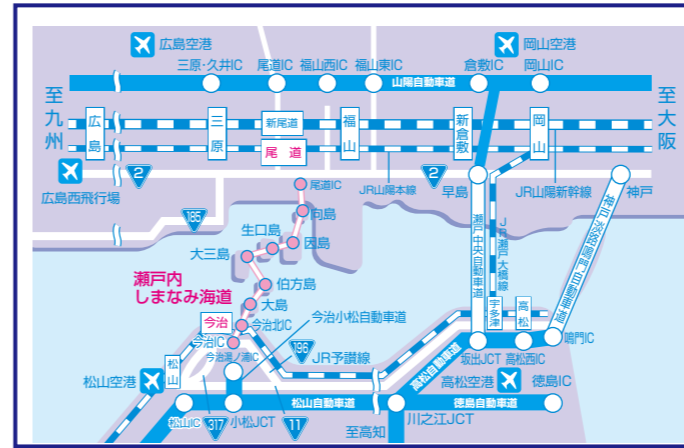 広島空港
岡山空港
三原・久井IC
尾道IC
福山西IC
福山東IC
倉敷IC
岡山IC
山陽自動車道
至九州
広島
三原
新尾道
尾道
福山
新倉敷
岡山
至大阪
広島西飛行場
2
尾道IC
JR山陽本線
2
早島
JR山陽新幹線
神戸
185
向島
生口島
因島
大三島
瀬戸内
しまなみ海道
伯方島
大島
今治
今治北IC
今治IC
今治湯ノ浦IC
今治小松自動車道
196
JR予讃線
瀬戸中央自動車道
JR瀬戸大橋線
神戸淡路鳴門自動車道
宇多津
高松
鳴門IC
坂出JCT
高松西IC
高松自動車道
松山空港
松山
高松空港
徳島IC
松山IC
317
小松JCT
11
松山自動車道
川之江JCT
徳島自動車道
至高知